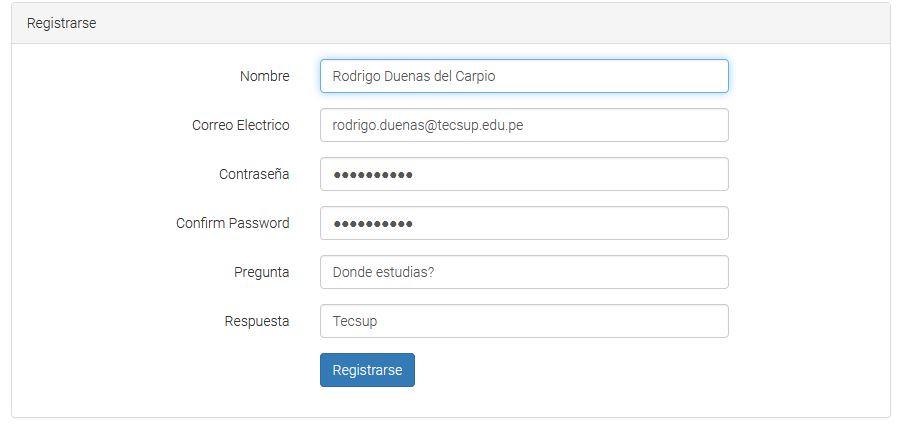 Registrarse
Nombre Rodrigo Duenas del Carpio
Correo Electrico rodrigo.duenas@tecsup.edu.pe
Contraseña ••••••••••
Confirm Password ••••••••••
Pregunta Donde estudias?
Respuesta Tecsup
Registrarse